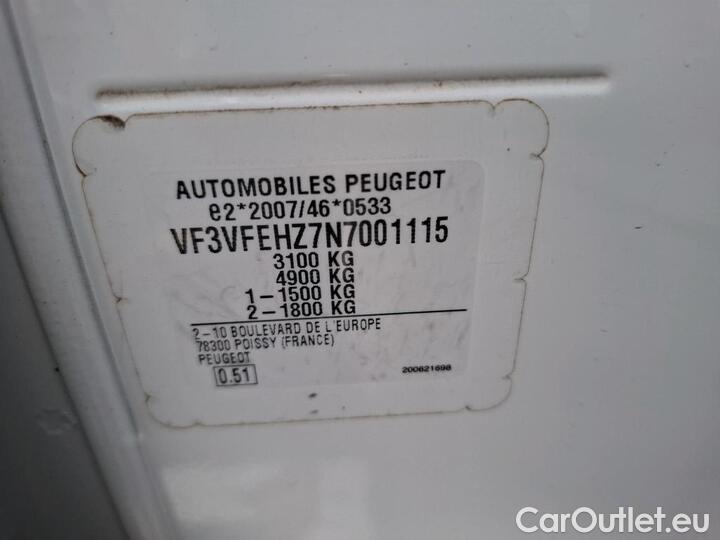 AUTOMOBILES PEUGEOT
e2*2007/46*0533
VF3VFEHZ7N7001115
3100 KG
4900 KG
1-1500 KG
2-1800 KG
2-10 BOULEVARD DE L'EUROPE
78300 POISSY (FRANCE)
PEUGEOT
0.51
200621698
CarOutlet.eu